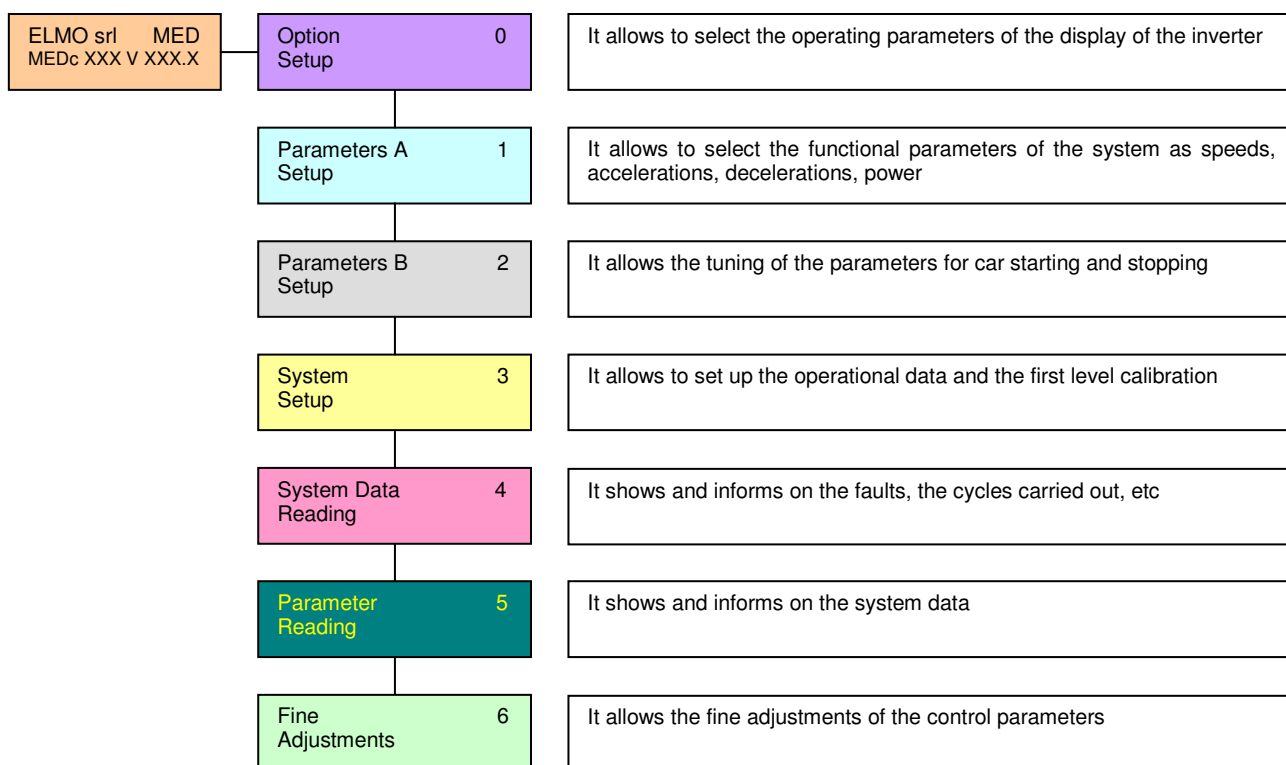 ELMO srl MED
MEDc XXX V XXX.X
Option 0
Setup
It allows to select the operating parameters of the display of the inverter
Parameters A 1
Setup
It allows to select the functional parameters of the system as speeds,
accelerations, decelerations, power
Parameters B 2
Setup
It allows the tuning of the parameters for car starting and stopping
System 3
Setup
It allows to set up the operational data and the first level calibration
System Data 4
Reading
It shows and informs on the faults, the cycles carried out, etc
Parameter 5
Reading
It shows and informs on the system data
Fine 6
Adjustments
It allows the fine adjustments of the control parameters